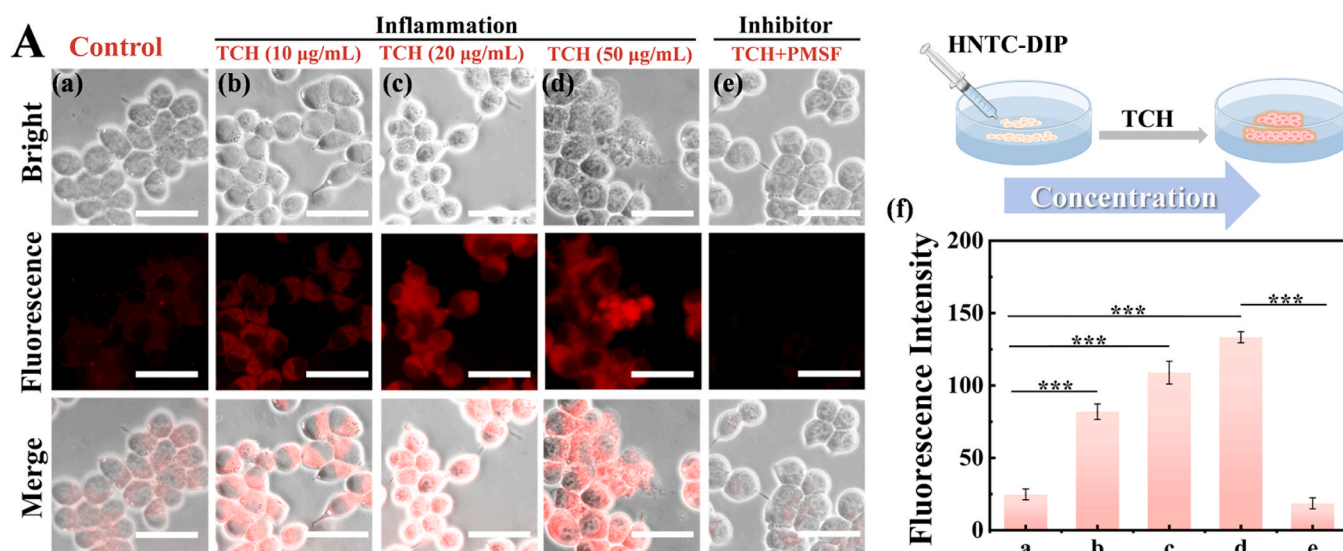 A
Control
Inflammation
Inhibitor
TCH (10 μg/mL)
TCH (20 μg/mL)
TCH (50 μg/mL)
TCH+PMSF
(a)
(b)
(c)
(d)
(e)
Bright
Fluorescence
Merge
HNTC-DIP
TCH
Concentration
(f)
Fluorescence Intensity
200
150
100
50
0
***
***
***
***
a
b
c
d
e